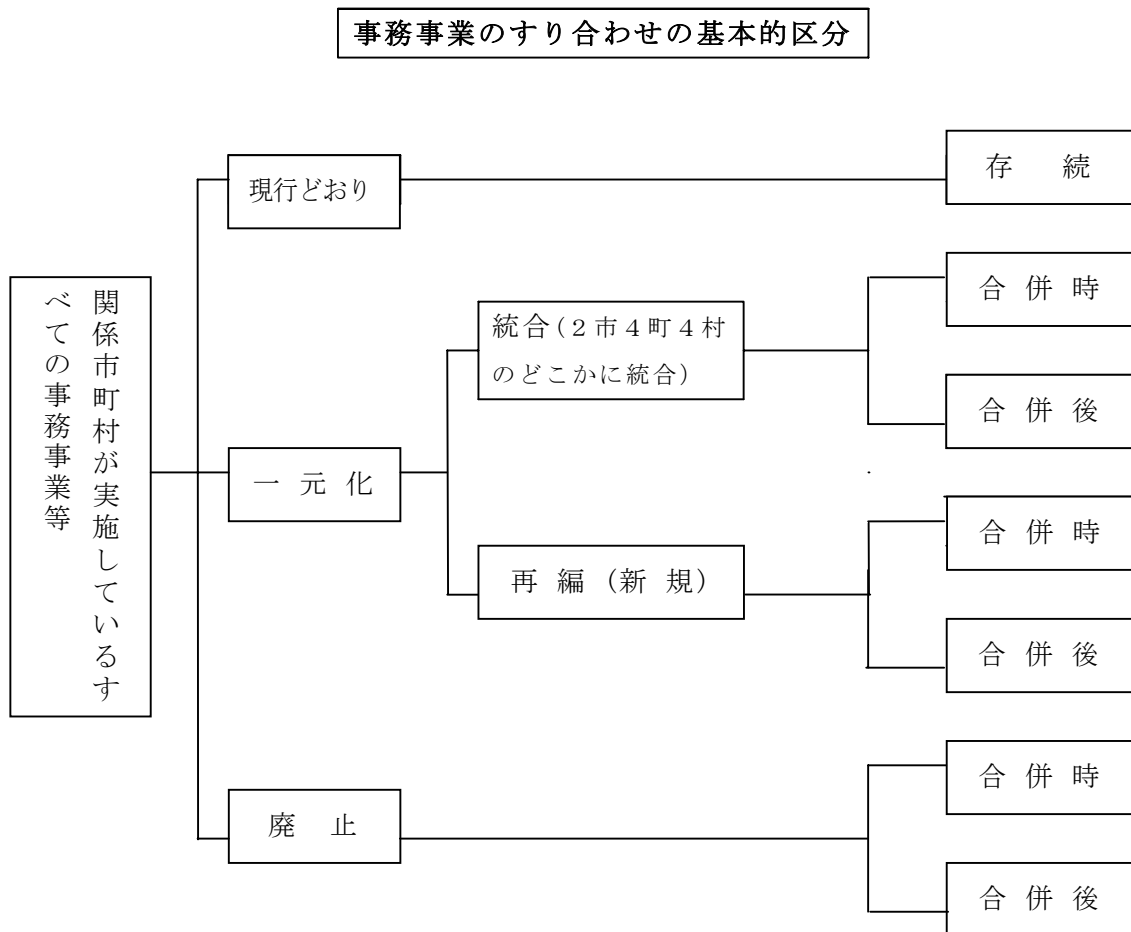 事務事業のすり合わせの基本的区分
関係市町村が実施しているす
べての事務事業等
現行どおり
存　続
一 元 化
統合(２市４町４村
のどこかに統合)
合 併 時
合 併 後
再 編 (新 規)
合 併 時
合 併 後
廃　止
合 併 時
合 併 後